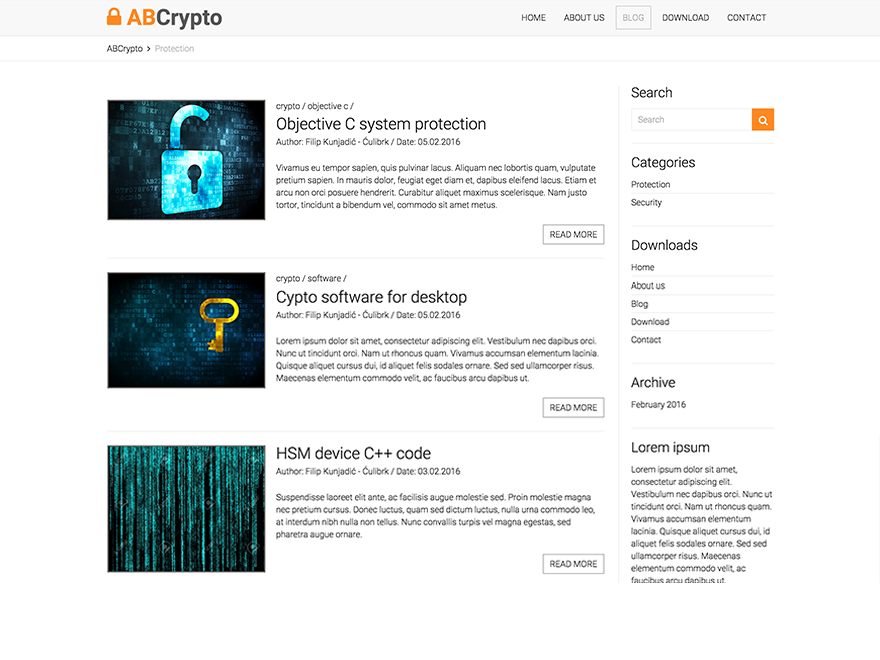 ABCrypto
HOME ABOUT US BLOG DOWNLOAD CONTACT
ABCrypto > Protection
crypto / objective c /
Objective C system protection
Author: Filip Kunjadić - Ćulibrk / Date: 05.02.2016
Vivamus eu tempor sapien, quis pulvinar lacus. Aliquam nec lobortis quam, vulputate
pretium sapien. In mauris dolor, feugiat eget diam et, dapibus eleifend lacus. Etiam et
arcu non orci posuere hendrerit. Curabitur aliquet maximus scelerisque. Nam justo
tortor, tincidunt a bibendum vel, commodo sit amet metus.
READ MORE
crypto / software /
Cypto software for desktop
Author: Filip Kunjadić - Ćulibrk / Date: 05.02.2016
Lorem ipsum dolor sit amet, consectetur adipiscing elit. Vestibulum nec dapibus orci.
Nunc ut tincidunt orci. Nam ut rhoncus quam. Vivamus accumsan elementum lacinia.
Quisque aliquet cursus dui, id aliquet felis sodales ornare. Sed sed ullamcorper risus.
Maecenas elementum commodo velit, ac faucibus arcu dapibus ut.
READ MORE
HSM device C++ code
Author: Filip Kunjadić - Ćulibrk / Date: 03.02.2016
Suspendisse laoreet elit ante, ac facilisis augue molestie sed. Proin molestie magna
nec pretium cursus. Donec luctus, quam sed dictum luctus, nulla urna commodo leo,
at interdum nibh nulla non tellus. Nunc convallis turpis vel magna egestas, sed
pharetra augue ornare.
READ MORE
Search
Search
Categories
Protection
Security
Downloads
Home
About us
Blog
Download
Contact
Archive
February 2016
Lorem ipsum
Lorem ipsum dolor sit amet,
consectetur adipiscing elit.
Vestibulum nec dapibus orci. Nunc ut
tincidunt orci. Nam ut rhoncus quam.
Vivamus accumsan elementum
lacinia. Quisque aliquet cursus dui, id
aliquet felis sodales ornare. Sed sed
ullamcorper risus. Maecenas
elementum commodo velit, ac
faucibus arcu dapibus ut.